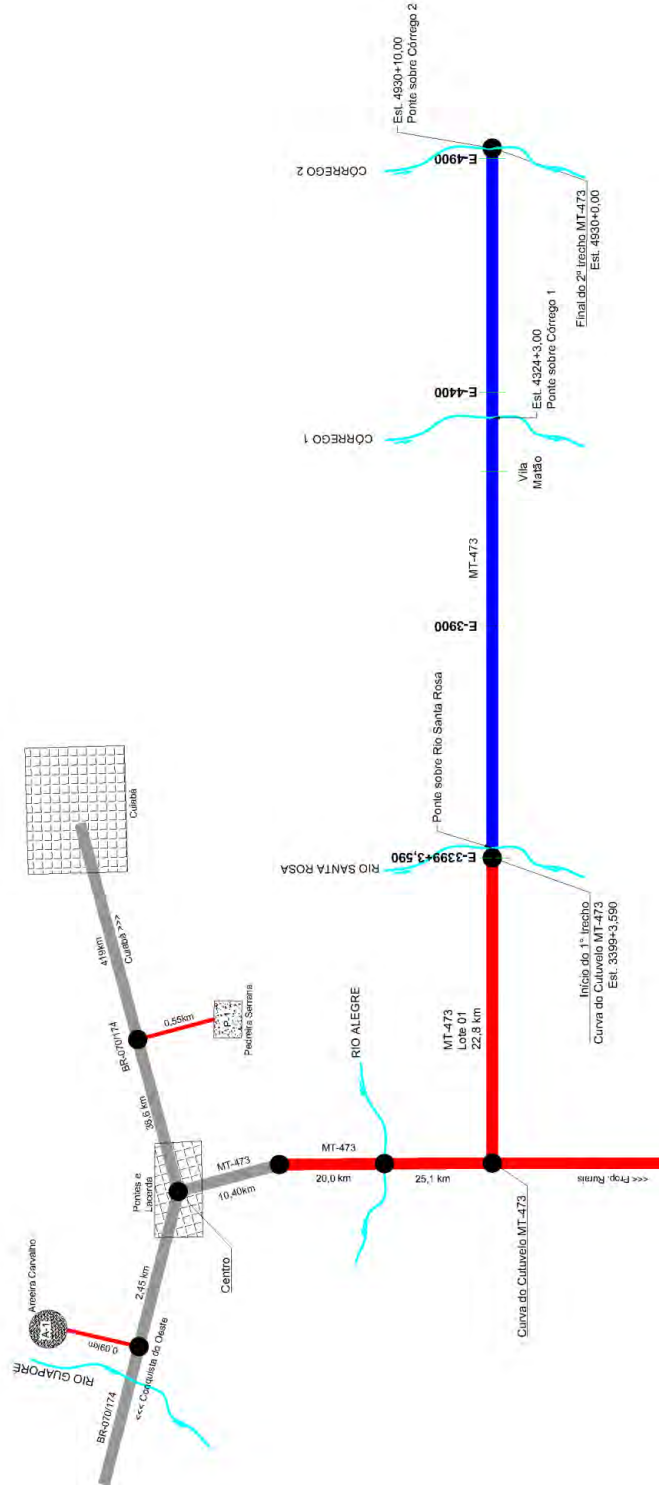 Est. 4930+10,00
Ponte sobre Córrego 2
CÓRREGO 2
E-4900
Final do 2º trecho MT-473
Est. 4930+0,00
E-4400
Est. 4324+3,00
Ponte sobre Córrego 1
CÓRREGO 1
Vila
Matão
MT-473
E-3900
Ponte sobre Rio Santa Rosa
E-3399+3,590
RIO SANTA ROSA
Início do 1° trecho
Curva do Cutuvelo MT-473
Est. 3399+3,590
Cuiabá
419km
Cuiabá >>>
BR-070/174
0,55km
P-1
Pedreira Serrana
38,6 km
RIO ALEGRE
MT-473
Lote 01
22,8 km
Pontes e
Lacerda
MT-473
10,40km
MT-473
20,0 km
25,1 km
<<< Prop. Rurais
Centro
Curva do Cutuvelo MT-473
2,45 km
Areeira Carvalho
A-1
0,09km
RIO GUAPORÉ
<<< Conquista do Oeste
BR-070/174